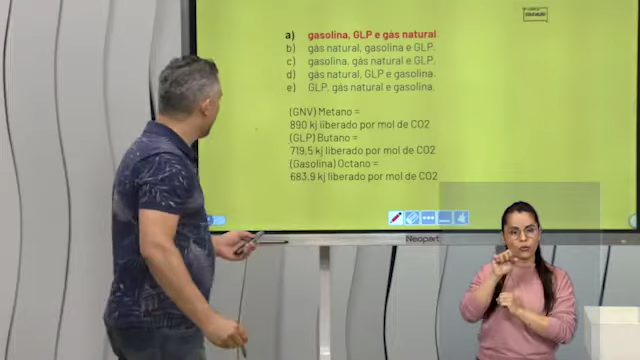 EDUCAÇÃO
a) gasolina, GLP e gás natural.
b) gás natural, gasolina e GLP.
c) gasolina, gás natural e GLP.
d) gás natural, GLP e gasolina.
e) GLP, gás natural e gasolina.
(GNV) Metano =
890 kj liberado por mol de CO2
(GLP) Butano =
719,5 kj liberado por mol de CO2
(Gasolina) Octano =
683,9 kj liberado por mol de CO2
Neopart